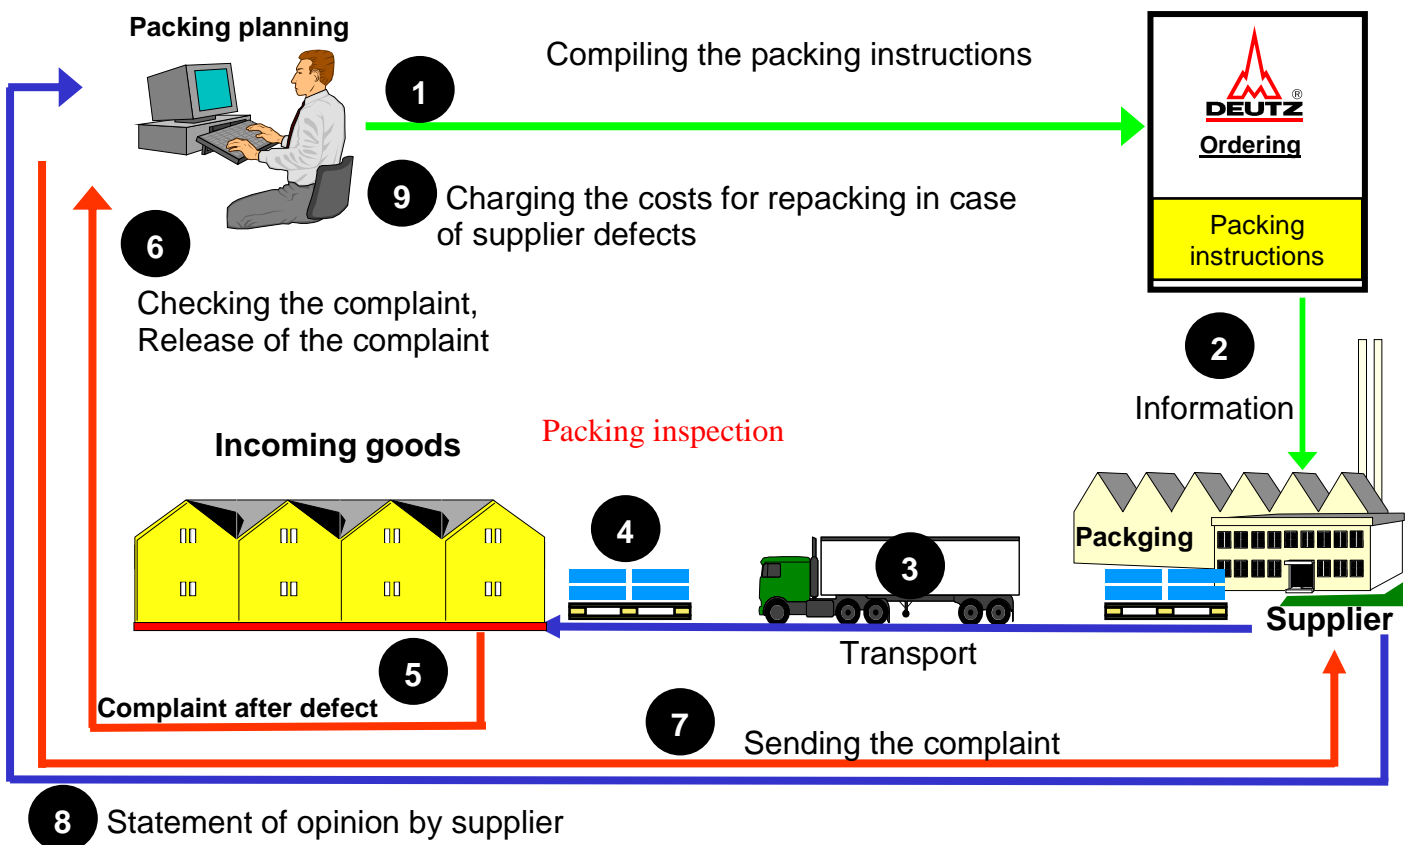 Packing planning
1
Compiling the packing instructions
DEUTZ ®
Ordering
Packing
instructions
9 Charging the costs for repacking in case
of supplier defects
6
Checking the complaint,
Release of the complaint
2
Information
Incoming goods
Packing inspection
4
3
Packging
Supplier
Transport
5
Complaint after defect
7
Sending the complaint
8 Statement of opinion by supplier